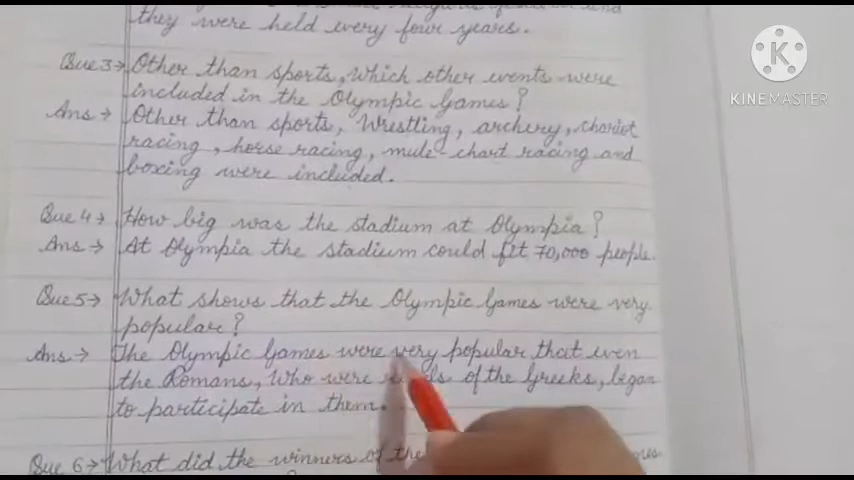 they were held every four years.
Que 3→ Other than sports, which other events were
included in the Olympic Games?
Ans → Other than sports, Wrestling, archery, chariot
racing, horse racing, mule-chart racing and
boxing were included.
Que 4→ How big was the stadium at Olympia?
Ans → At Olympia the stadium could fit 70,000 people.
Que 5→ What shows that the Olympic Games were very
popular?
Ans → The Olympic Games were very popular that even
the Romans, Who were of the Greeks, began
to participate in them.
Que 6→ What did the winners of the
K
KINEMASTER